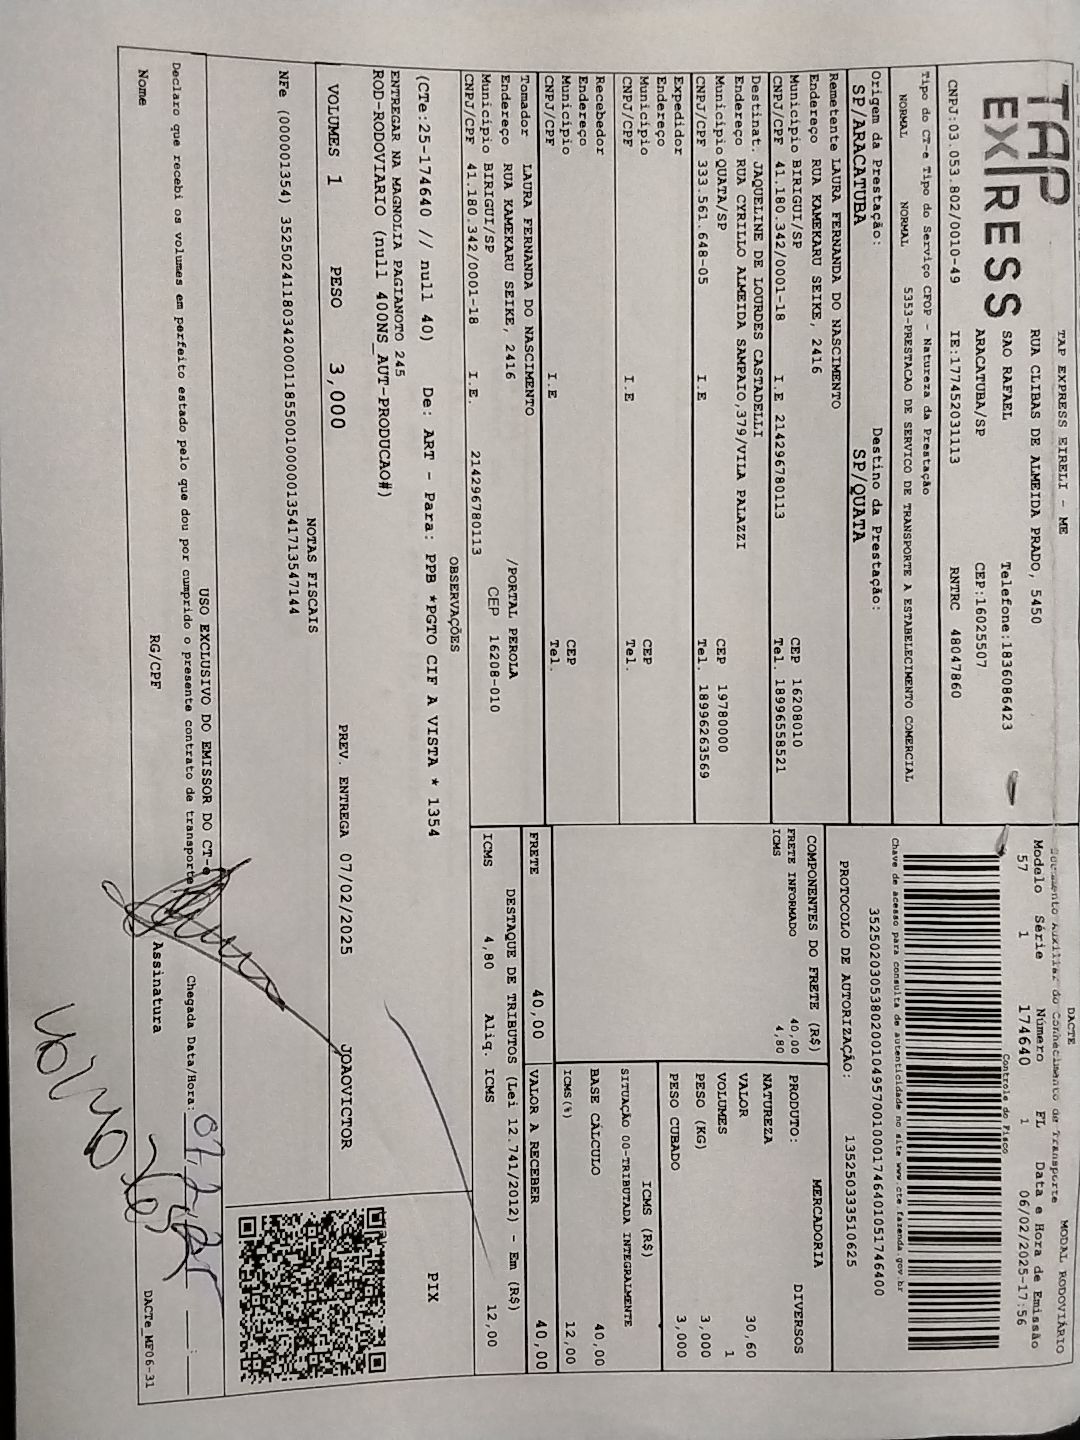 TAP EXPRESS
TAP EXPRESS EIRELI - ME
RUA CLIBAS DE ALMEIDA PRADO, 5450
SAO RAFAEL Telefone:1836086423
ARACATUBA/SP CEP:16025507
CNPJ:03.053.802/0010-49 IE:177452031113 RNTRC 48047860
Tipo do CT-e Tipo do Serviço CFOP - Natureza da Prestação
NORMAL NORMAL 5353-PRESTACAO DE SERVICO DE TRANSPORTE A ESTABELECIMENTO COMERCIAL
Origem da Prestação: Destino da Prestação:
SP/ARACATUBA SP/QUATA
Remetente LAURA FERNANDA DO NASCIMENTO
Endereço RUA KAMEKARU SEIKE, 2416
Município BIRIGUI/SP CEP 16208010
CNPJ/CPF 41.180.342/0001-18 I.E 214296780113 Tel. 18996558521
Destinat. JAQUELINE DE LOURDES CASTADELLI
Endereço RUA CYRILLO ALMEIDA SAMPAIO,379/VILA PALAZZI
Município QUATA/SP CEP 19780000
CNPJ/CPF 333.561.648-05 I.E Tel. 18996263569
Expedidor
Endereço
Município CEP
CNPJ/CPF I.E Tel.
Recebedor
Endereço
Município CEP
CNPJ/CPF I.E Tel.
Tomador LAURA FERNANDA DO NASCIMENTO
Endereço RUA KAMEKARU SEIKE, 2416 /PORTAL PEROLA
Município BIRIGUI/SP CEP 16208-010
CNPJ/CPF 41.180.342/0001-18 I.E. 214296780113
DACTE MODAL RODOVIÁRIO
Documento Auxiliar do Conhecimento de Transporte
Modelo Série Número FL Data e Hora de Emissão
57 1 174640 1 06/02/2025-17:56
Controle do Fisco
Chave de acesso para consulta de autenticidade no site www.cte.fazenda.gov.br
35250203053802001049570010001746401051746400
PROTOCOLO DE AUTORIZAÇÃO: 135250333510625
COMPONENTES DO FRETE (R$)
FRETE INFORMADO 40,00
ICMS 4,80
MERCADORIA
PRODUTO: DIVERSOS
NATUREZA
VALOR 30,60
VOLUMES 1
PESO (KG) 3,000
PESO CUBADO 3,000
ICMS (R$)
SITUAÇÃO 00-TRIBUTADA INTEGRALMENTE
BASE CÁLCULO 40,00
ICMS(%) 12,00
FRETE 40,00 VALOR A RECEBER 40,00
DESTAQUE DE TRIBUTOS (Lei 12.741/2012) - Em (R$)
ICMS 4,80 Aliq. ICMS 12,00
OBSERVAÇÕES
(CTe:25-174640 // null 40) De: ART - Para: PPB *PGTO CIF A VISTA * 1354
ENTREGAR NA MAGNOLIA PAGIANOTO 245
ROD-RODOVIARIO (null 400NS_AUT-PRODUCAO#)
PIX
VOLUMES 1 PESO 3,000 PREV. ENTREGA 07/02/2025 JOAOVICTOR
NOTAS FISCAIS
NFe (000001354) 35250241180342000118550010000013541713547144
USO EXCLUSIVO DO EMISSOR DO CT-e
Declaro que recebi os volumes em perfeito estado pelo que dou por cumprido o presente contrato de transporte Chegada Data/Hora:
Nome RG/CPF Assinatura
DACTe_MF06-31